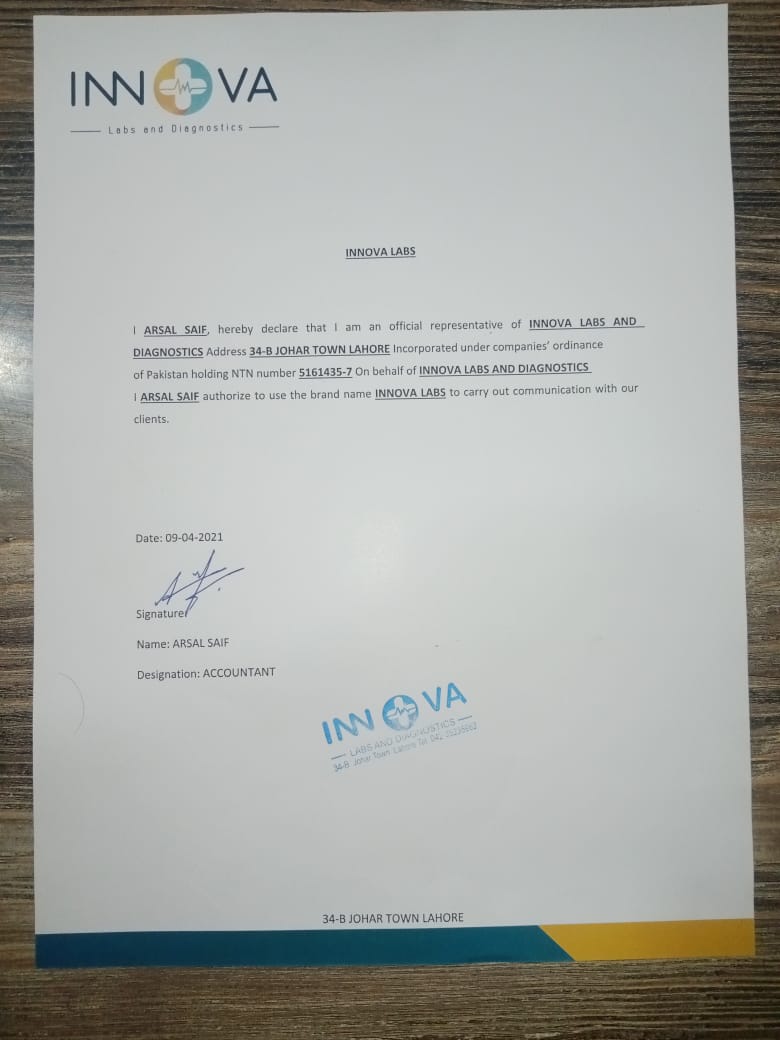 INNOVA
Labs and Diagnostics
INNOVA LABS
I ARSAL SAIF, hereby declare that I am an official representative of INNOVA LABS AND
DIAGNOSTICS Address 34-B JOHAR TOWN LAHORE Incorporated under companies' ordinance
of Pakistan holding NTN number 5161435-7 On behalf of INNOVA LABS AND DIAGNOSTICS
I ARSAL SAIF authorize to use the brand name INNOVA LABS to carry out communication with our
clients.
Date: 09-04-2021
Signature
Name: ARSAL SAIF
Designation: ACCOUNTANT
INNOVA
LABS AND DIAGNOSTICS
34-B Johar Town Lahore Tel: 042
34-B JOHAR TOWN LAHORE